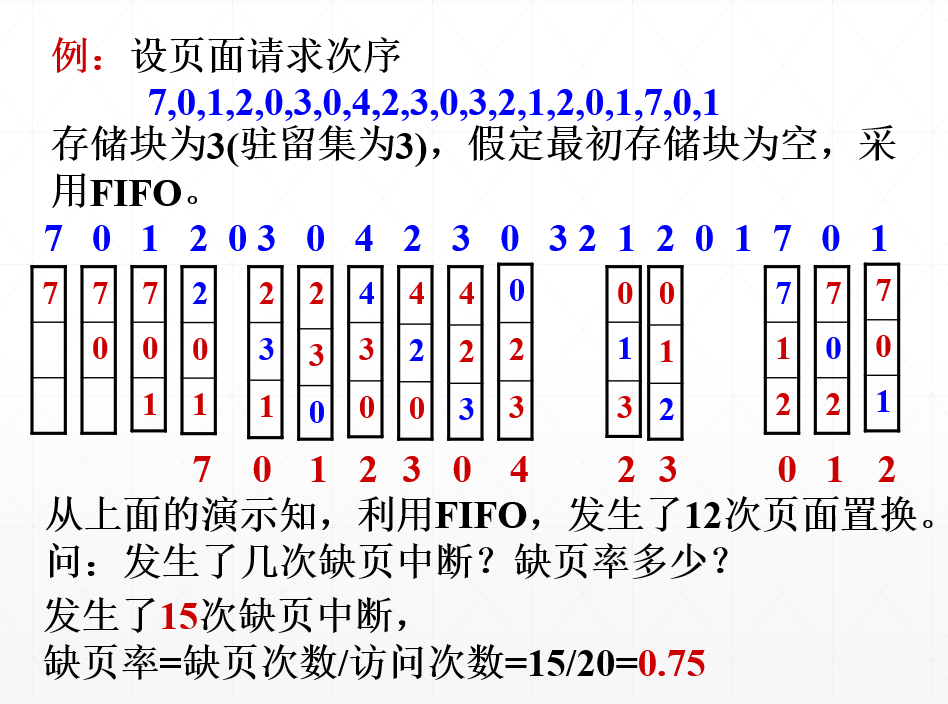 例：设页面请求次序
7,0,1,2,0,3,0,4,2,3,0,3,2,1,2,0,1,7,0,1
存储块为3(驻留集为3)，假定最初存储块为空，采
用FIFO。
7 0 1 2 0 3 0 4 2 3 0 3 2 1 2 0 1 7 0 1
7 7 7 2 2 2 4 4 4 0 0 0 7 7 7
0 0 0 3 3 3 2 2 2 1 1 1 0 0
1 1 1 0 0 0 3 3 3 2 2 2 1
7 0 1 2 3 0 4 2 3 0 1 2
从上面的演示知，利用FIFO，发生了12次页面置换。
问：发生了几次缺页中断？缺页率多少？
发生了15次缺页中断，
缺页率=缺页次数/访问次数=15/20=0.75